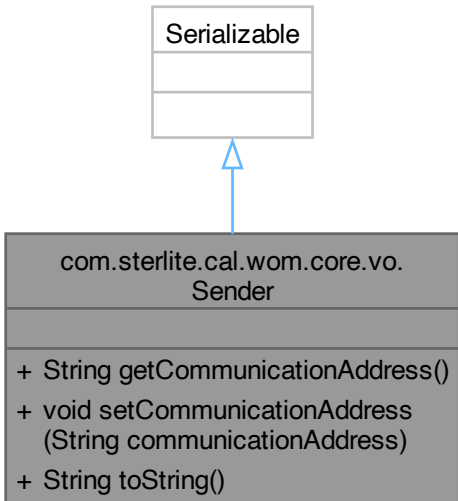 Serializable
com.sterlite.cal.wom.core.vo.
Sender
+ String getCommunicationAddress()
+ void setCommunicationAddress
(String communicationAddress)
+ String toString()